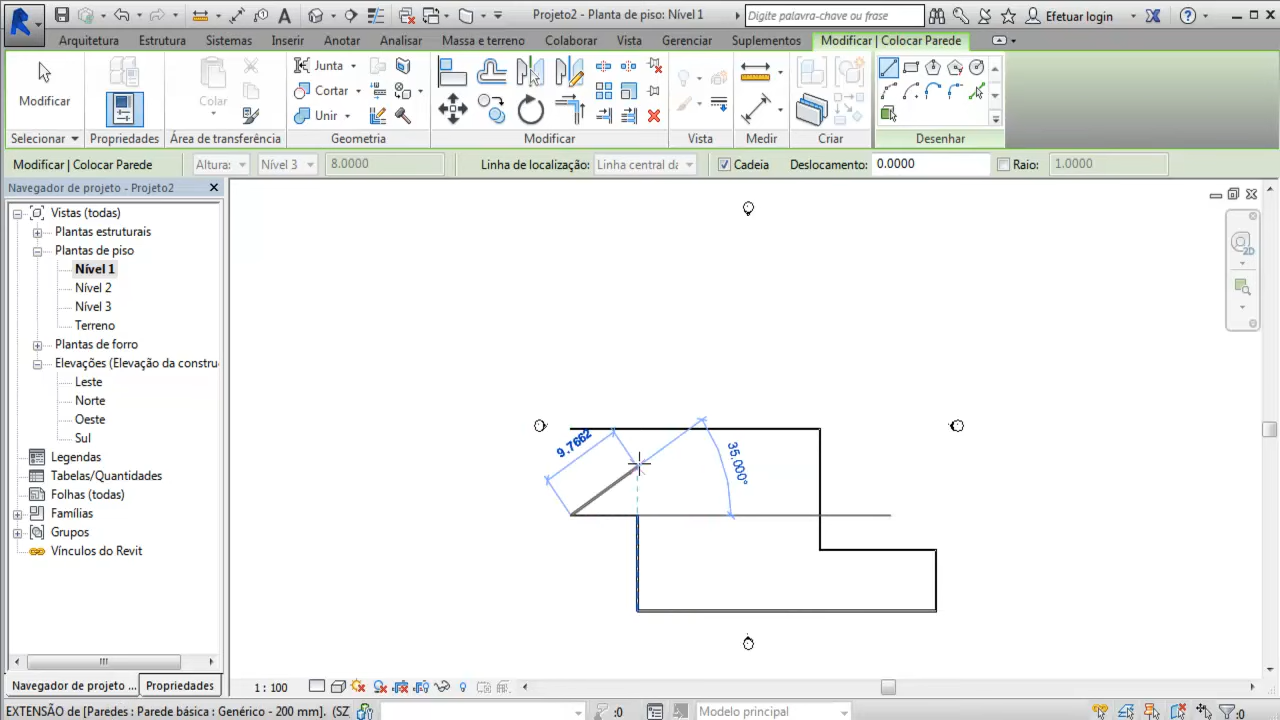 Projeto2 - Planta de piso: Nível 1
Digite palavra-chave ou frase
Efetuar login
Arquitetura
Estrutura
Sistemas
Inserir
Anotar
Analisar
Massa e terreno
Colaborar
Vista
Gerenciar
Suplementos
Modificar | Colocar Parede
Modificar
Colar
Junta
Cortar
Unir
Selecionar
Propriedades
Área de transferência
Geometria
Modificar
Vista
Medir
Criar
Desenhar
Modificar | Colocar Parede
Altura:
Nível 3
8.0000
Linha de localização:
Linha central da
Cadeia
Deslocamento:
0.0000
Raio:
1.0000
Navegador de projeto - Projeto2
Vistas (todas)
Plantas estruturais
Plantas de piso
Nível 1
Nível 2
Nível 3
Terreno
Plantas de forro
Elevações (Elevação da constru
Leste
Norte
Oeste
Sul
Legendas
Tabelas/Quantidades
Folhas (todas)
Famílias
Grupos
Vínculos do Revit
9.7662
35.000°
2D
Navegador de projeto ...
Propriedades
1 : 100
EXTENSÃO de [Paredes : Parede básica : Genérico - 200 mm]. (SZ
:0
Modelo principal
:0